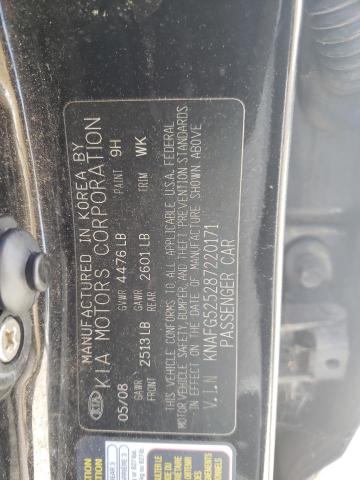 MANUFACTURED IN KOREA BY
KIA MOTORS CORPORATION
KIA
05/08 GVWR 4476 LB PAINT 9H
GAWR FRONT 2513 LB GAWR REAR 2601 LB TRIM WK
THIS VEHICLE CONFORMS TO ALL APPLICABLE U.S.A. FEDERAL
MOTOR VEHICLE SAFETY, BUMPER, AND THEFT PREVENTION STANDARDS
IN EFFECT ON THE DATE OF MANUFACTURE SHOWN ABOVE
V.I.N KNAFG525287220171
PASSENGER CAR